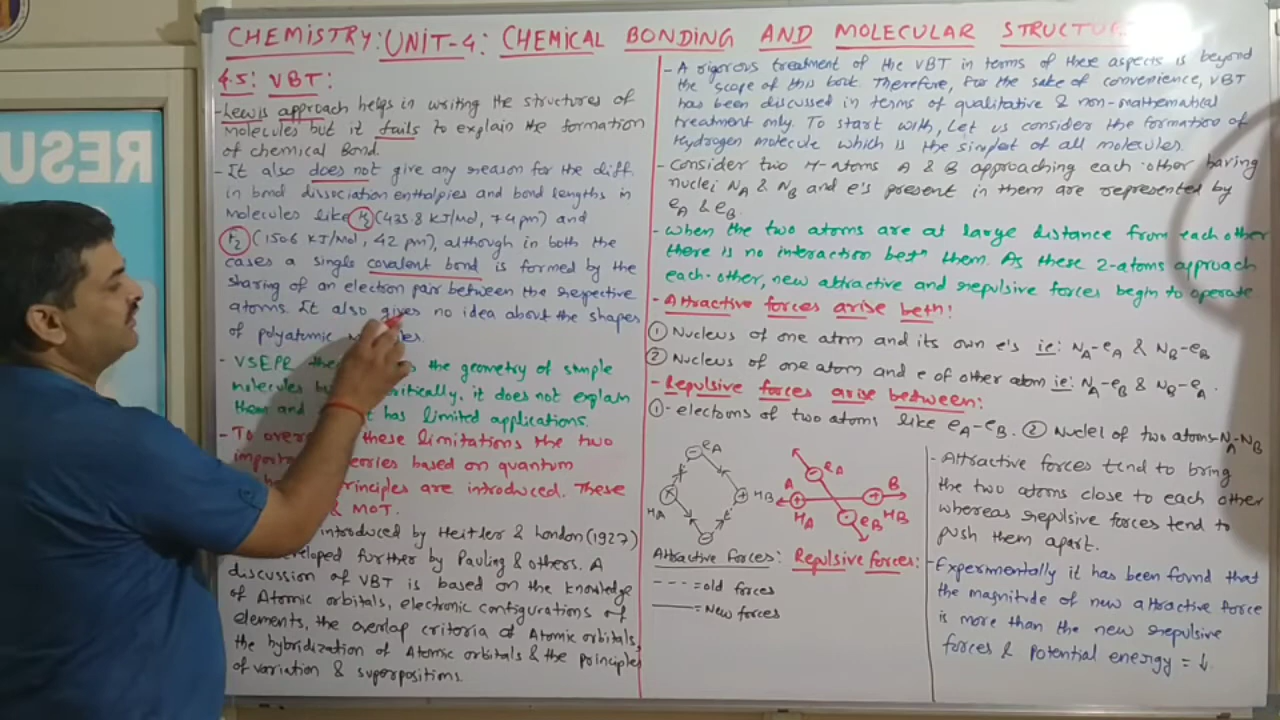 CHEMISTRY: UNIT-4: CHEMICAL BONDING AND MOLECULAR STRUCTU
RESU
4.5: VBT:
- Lewis approach helps in writing the structures of
molecules but it fails to explain the formation
of chemical Bond.
- It also does not give any reason for the diff.
in bond dissociation enthalpies and bond lengths in
molecules like H2 (435.8 KJ/Mol, 74 pm) and
F2 (150.6 KJ/mol, 42 pm), although in both the
cases a single covalent bond is formed by the
sharing of an electron pair between the respective
atoms. It also gives no idea about the shapes
of polyatomic
- VSEPR the the geometry of simple
molecules but it does not explain
them and has limited applications.
- To over these limitations the two
based on quantum
principles are introduced. These
& MOT.
introduced by Heitler & London (1927)
further by Pauling & others. A
discussion of VBT is based on the knowledge
of Atomic orbitals, electronic configurations of
elements, the overlap criteria of Atomic orbitals,
the hybridization of Atomic orbitals & the principles
of variation & superpositions.
- A rigorous treatment of the VBT in terms of these aspects is beyond
the scope of this book. Therefore, for the sake of convenience, VBT
has been discussed in terms of qualitative & non-mathematical
treatment only. To start with, Let us consider the formation of
Hydrogen molecule which is the simplest of all molecules.
- Consider two H-atoms A & B approaching each other having
nuclei NA & NB and e's present in them are represented by
eA & eB.
- when the two atoms are at large distance from each other
there is no interaction betn them. As these 2-atoms approach
each-other, new attractive and repulsive forces begin to operate
- Attractive forces arise betn:
① Nucleus of one atom and its own e's ie: NA-eA & NB-eB
② Nucleus of one atom and e of other atom ie: NA-eB & NB-eA.
- Repulsive forces arise between:
①- electons of two atoms like eA-eB. ② Nuclei of two atoms-NA-NB
eA
HA
HB
A
eA
B
HA
eB
HB
Attractive Forces: Repulsive forces:
--- = old forces
— = New forces
- Attractive forces tend to bring
the two atoms close to each other
whereas repulsive forces tend to
push them apart.
- Experimentally it has been found that
the magnitude of new attractive force
is more than the new repulsive
forces & potential energy = ↓